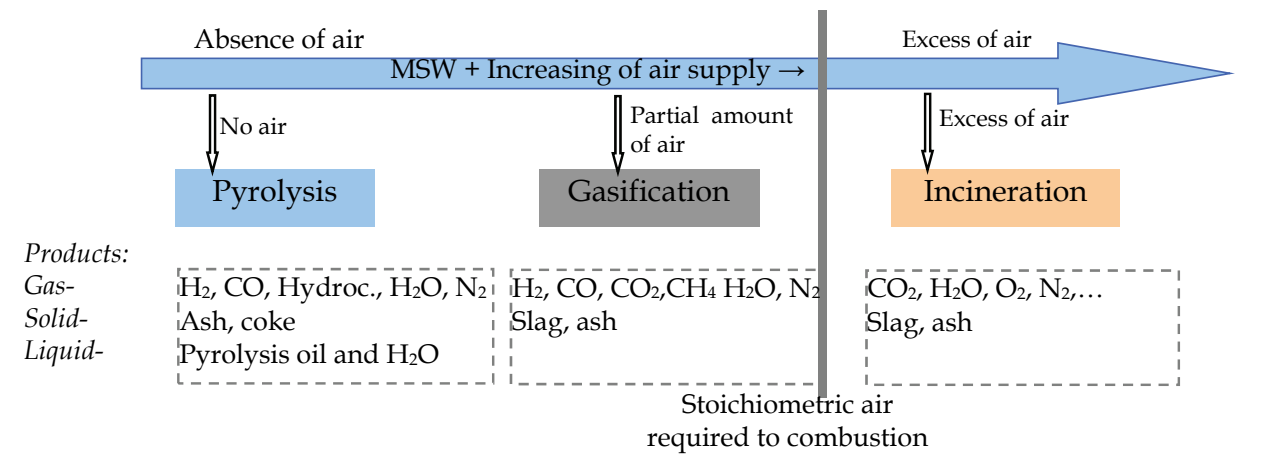 Absence of air
Excess of air
MSW + Increasing of air supply →
No air
Partial amount
of air
Excess of air
Pyrolysis
Gasification
Incineration
Products:
Gas-
Solid-
Liquid-
H₂, CO, Hydroc., H₂O, N₂
Ash, coke
Pyrolysis oil and H₂O
H₂, CO, CO₂,CH₄ H₂O, N₂
Slag, ash
CO₂, H₂O, O₂, N₂,…
Slag, ash
Stoichiometric air
required to combustion